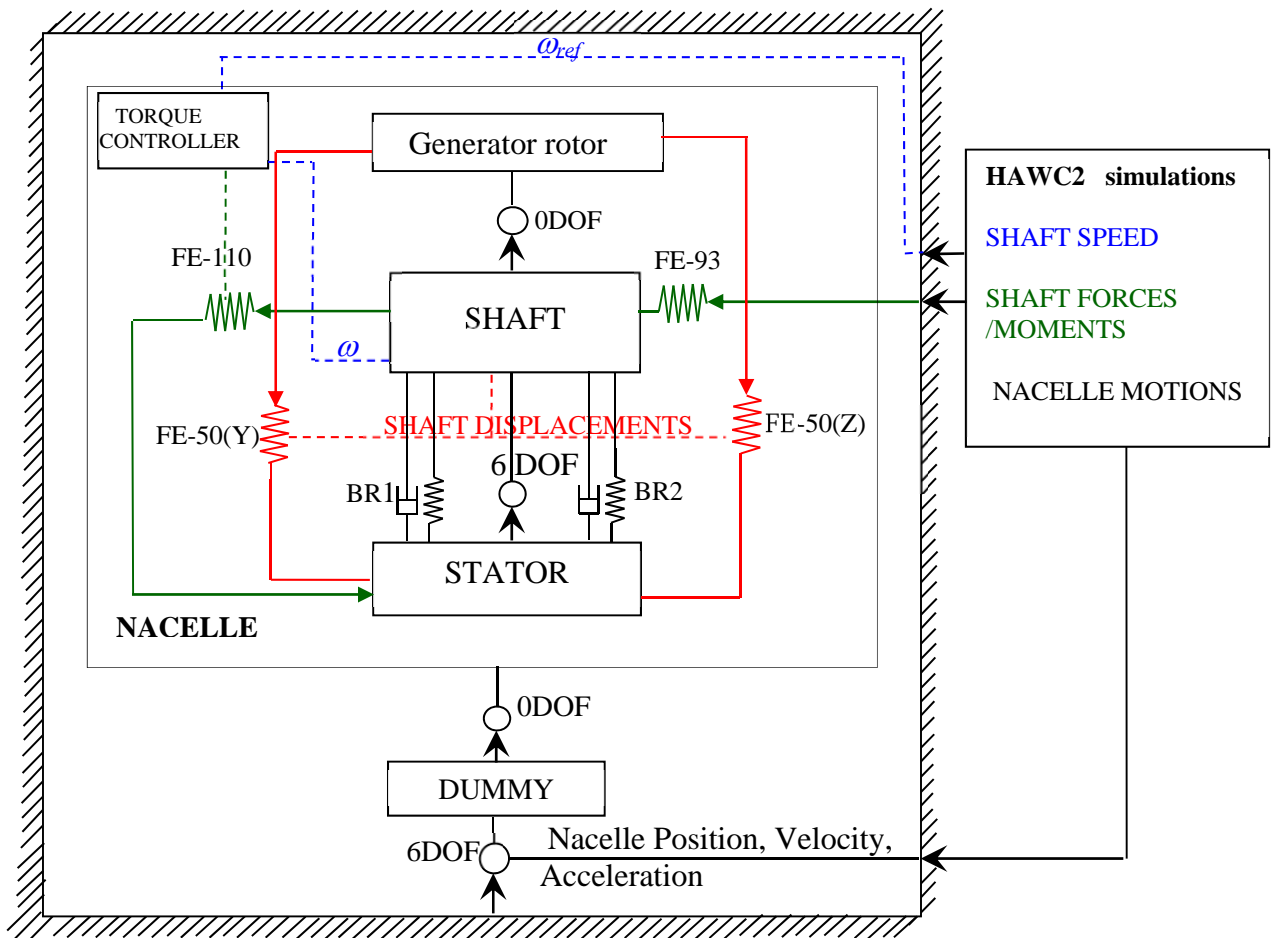 ωref
TORQUE
CONTROLLER
Generator rotor
HAWC2 simulations
0DOF
SHAFT SPEED
FE-110
FE-93
SHAFT
SHAFT FORCES
/MOMENTS
ω
NACELLE MOTIONS
SHAFT DISPLACEMENTS
FE-50(Y)
FE-50(Z)
6 DOF
BR1
BR2
STATOR
NACELLE
0DOF
DUMMY
6DOF
Nacelle Position, Velocity,
Acceleration